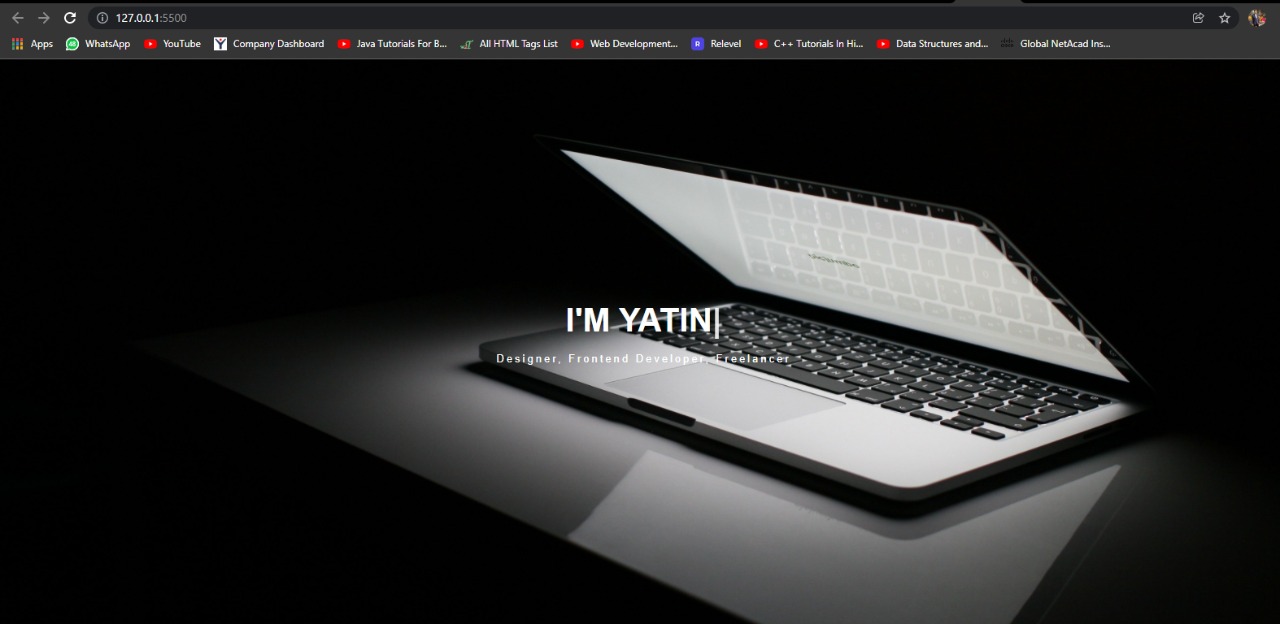 127.0.0.1:5500
Apps WhatsApp YouTube Company Dashboard Java Tutorials For B... All HTML Tags List Web Development... Relevel C++ Tutorials In Hi... Data Structures and... Global NetAcad Ins...
I'M YATIN|
Designer, Frontend Developer, Freelancer